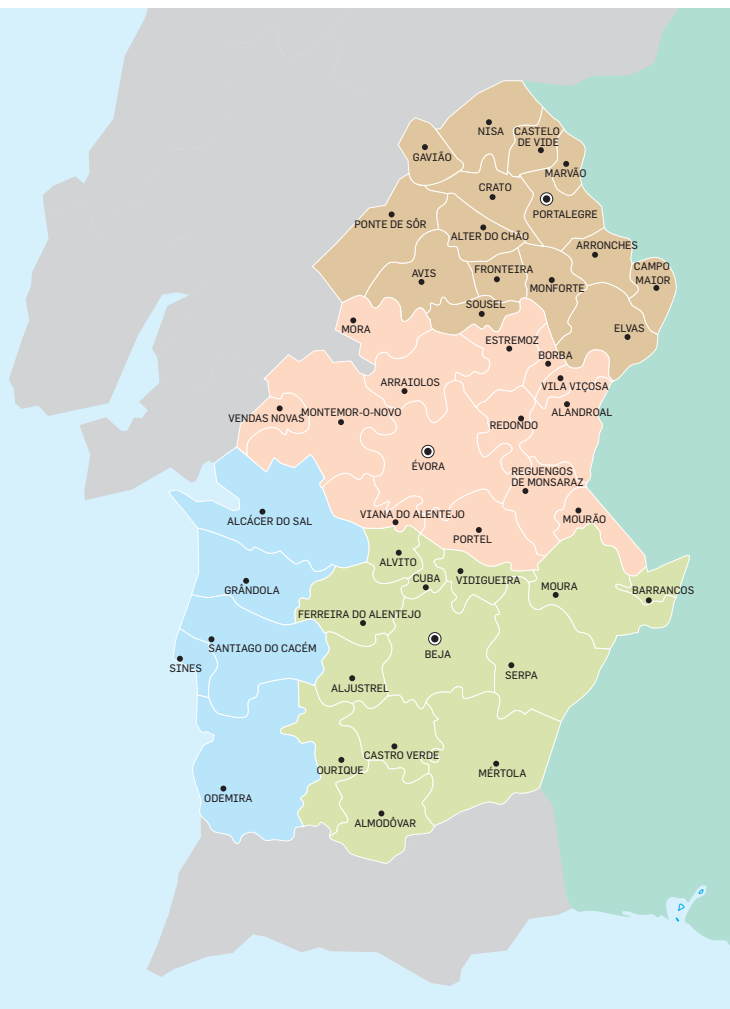 NISA
CASTELO
DE VIDE
GAVIÃO
MARVÃO
CRATO
PORTALEGRE
PONTE DE SÔR
ALTER DO CHÃO
ARRONCHES
CAMPO
MAIOR
AVIS
FRONTEIRA
MONFORTE
SOUSEL
ELVAS
MORA
ESTREMOZ
BORBA
ARRAIOLOS
VILA VIÇOSA
VENDAS NOVAS
MONTEMOR-O-NOVO
ALANDROAL
REDONDO
ÉVORA
REGUENGOS
DE MONSARAZ
ALCÁCER DO SAL
VIANA DO ALENTEJO
MOURÃO
PORTEL
ALVITO
CUBA
VIDIGUEIRA
MOURA
BARRANCOS
GRÂNDOLA
FERREIRA DO ALENTEJO
SANTIAGO DO CACÉM
BEJA
SINES
SERPA
ALJUSTREL
CASTRO VERDE
OURIQUE
MÉRTOLA
ODEMIRA
ALMODÔVAR